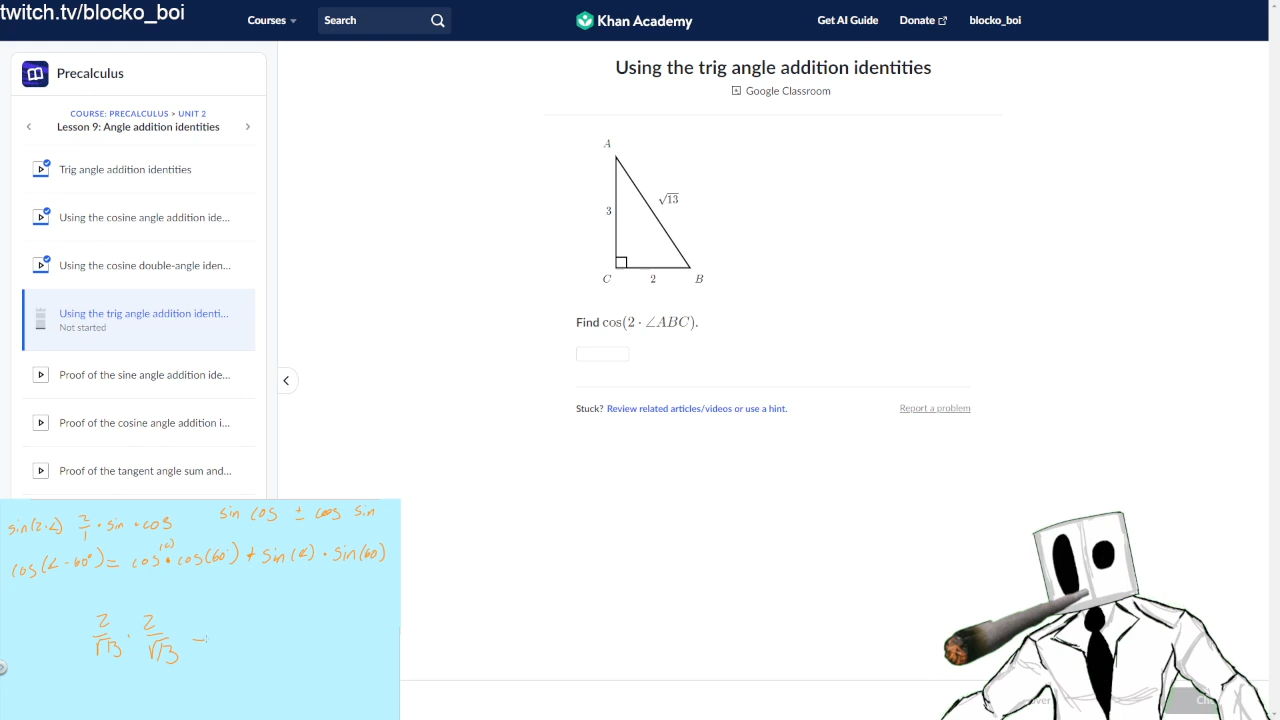 twitch.tv/blocko_boi
Courses
Search
Khan Academy
Get AI Guide
Donate
blocko_boi
Precalculus
COURSE: PRECALCULUS > UNIT 2
Lesson 9: Angle addition identities
Trig angle addition identities
Using the cosine angle addition ide...
Using the cosine double-angle iden...
Using the trig angle addition identi...
Not started
Proof of the sine angle addition ide...
Proof of the cosine angle addition i...
Proof of the tangent angle sum and...
Using the trig angle addition identities
Google Classroom
A
√13
3
C
2
B
Find cos(2 · ∠ABC).
Stuck? Review related articles/videos or use a hint.
Report a problem
sin(2·∠) 2/1 · sin · cos
sin cos ± cos sin
cos(∠ - 60°) = cos(∠) · cos(60°) + sin(∠) · sin(60)
2/√13 · 2/√13 -